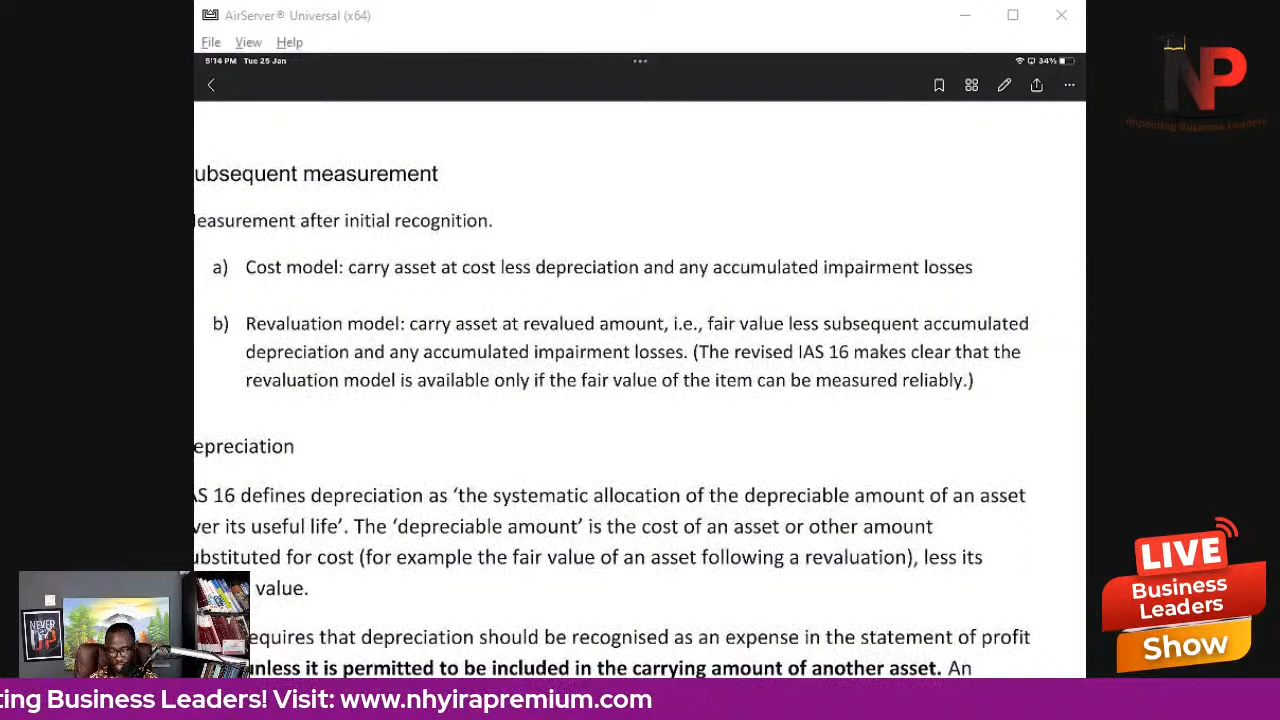 AirServer® Universal (x64)
File View Help
5:14 PM Tue 25 Jan
34%
NP
Impacting Business Leaders
ubsequent measurement
easurement after initial recognition.
a) Cost model: carry asset at cost less depreciation and any accumulated impairment losses
b) Revaluation model: carry asset at revalued amount, i.e., fair value less subsequent accumulated
depreciation and any accumulated impairment losses. (The revised IAS 16 makes clear that the
revaluation model is available only if the fair value of the item can be measured reliably.)
epreciation
AS 16 defines depreciation as ‘the systematic allocation of the depreciable amount of an asset
ver its useful life’. The ‘depreciable amount’ is the cost of an asset or other amount
ubstituted for cost (for example the fair value of an asset following a revaluation), less its
value.
equires that depreciation should be recognised as an expense in the statement of profit
unless it is permitted to be included in the carrying amount of another asset. An
NEVER
LIVE
Business
Leaders
Show
ting Business Leaders! Visit: www.nhyirapremium.com